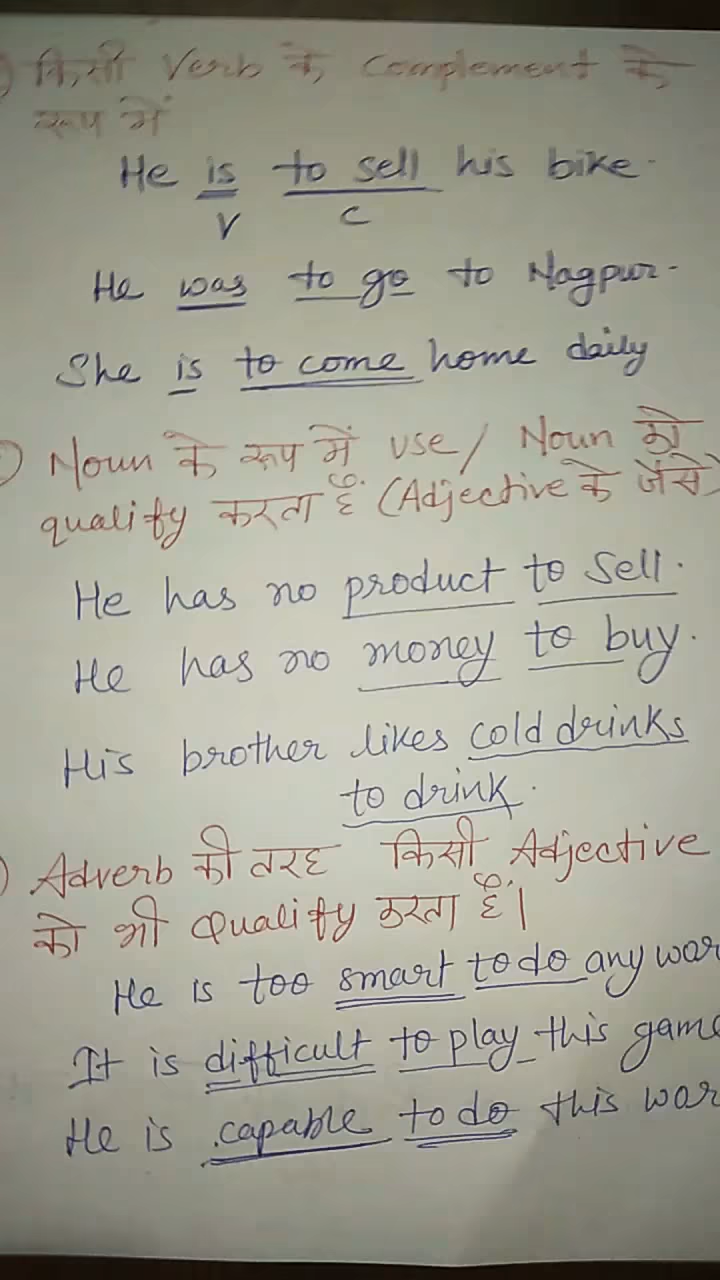 ) किसी Verb के Complement के
रूप में
He is to sell his bike.
V C
He was to go to Nagpur.
She is to come home daily
) Noun के रूप में use/ Noun को
qualify करता है (Adjective के जैसे)
He has no product to sell.
He has no money to buy.
His brother likes cold drinks
to drink.
) Adverb की तरह किसी Adjective
को भी Qualify करता है।
He is too smart to do any
It is difficult to play this game
He is capable to do this